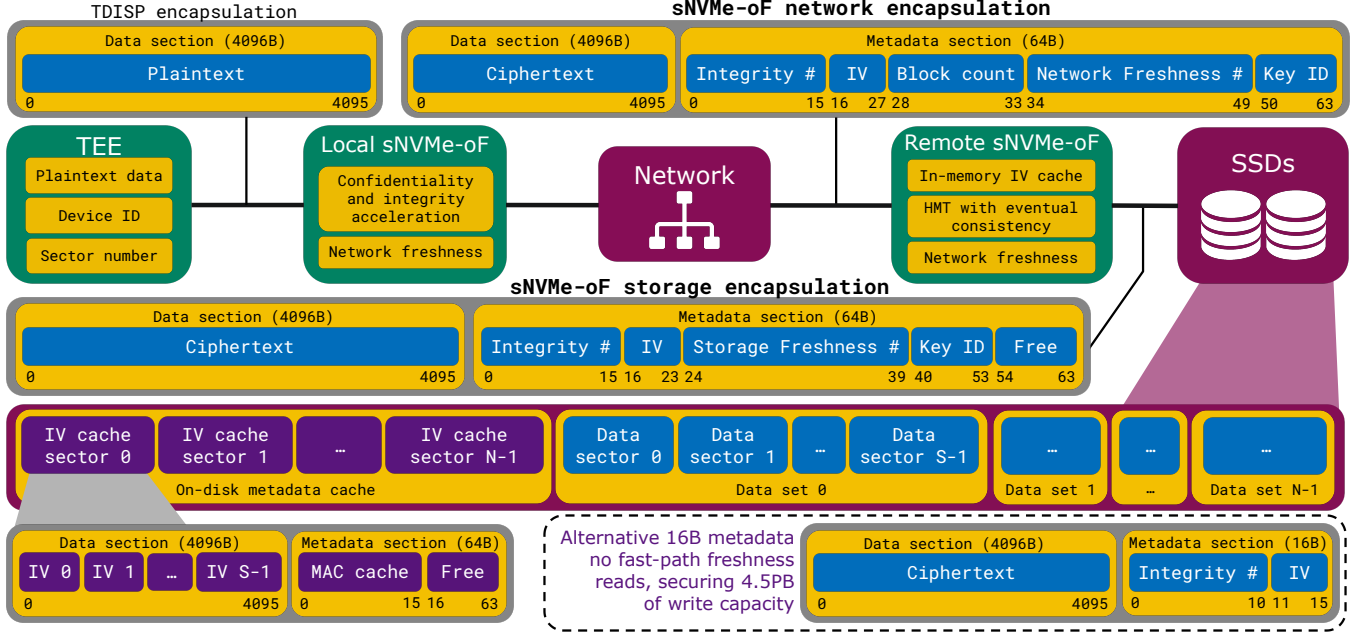 TDISP encapsulation
Data section (4096B)
Plaintext
0 4095
sNVMe-oF network encapsulation
Data section (4096B)
Ciphertext
0 4095
Metadata section (64B)
Integrity # IV Block count Network Freshness # Key ID
0 15 16 27 28 33 34 49 50 63
TEE
Plaintext data
Device ID
Sector number
Local sNVMe-oF
Confidentiality
and integrity
acceleration
Network freshness
Network
Remote sNVMe-oF
In-memory IV cache
HMT with eventual
consistency
Network freshness
SSDs
sNVMe-oF storage encapsulation
Data section (4096B)
Ciphertext
0 4095
Metadata section (64B)
Integrity # IV Storage Freshness # Key ID Free
0 15 16 23 24 39 40 53 54 63
IV cache
sector 0
IV cache
sector 1
…
IV cache
sector N-1
On-disk metadata cache
Data
sector 0
Data
sector 1
…
Data
sector S-1
Data set 0
…
Data set 1
…
…
…
Data set N-1
Data section (4096B)
IV 0 IV 1 … IV S-1
0 4095
Metadata section (64B)
MAC cache Free
0 15 16 63
Alternative 16B metadata
no fast-path freshness
reads, securing 4.5PB
of write capacity
Data section (4096B)
Ciphertext
0 4095
Metadata section (16B)
Integrity # IV
0 10 11 15